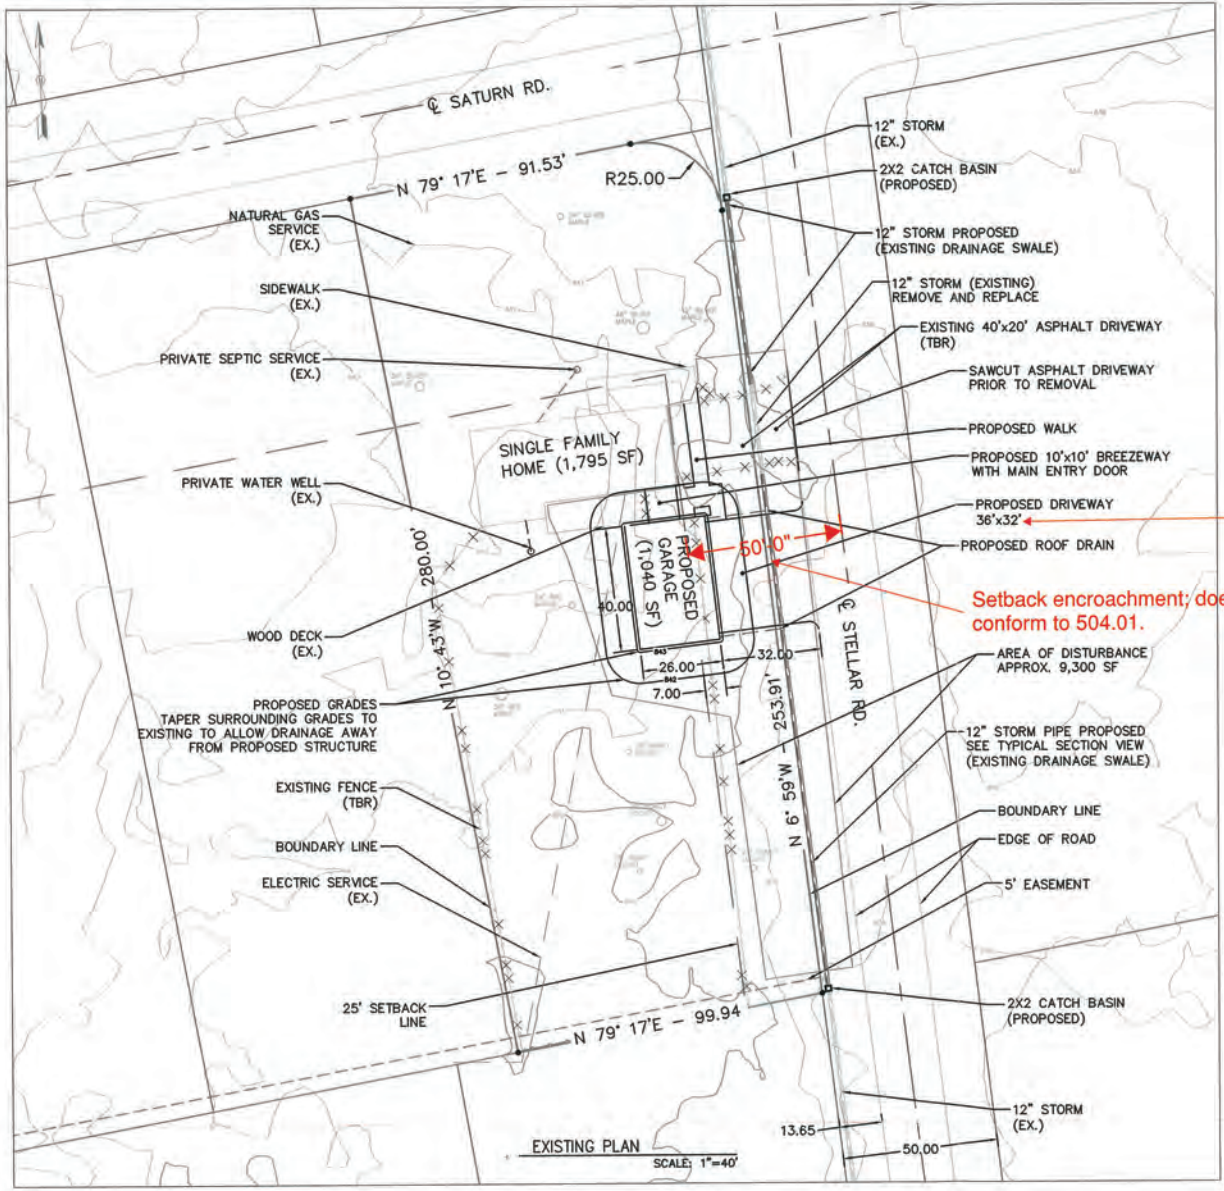 ℄ SATURN RD.
N 79° 17'E - 91.53'
R25.00
NATURAL GAS
SERVICE
(EX.)
SIDEWALK
(EX.)
PRIVATE SEPTIC SERVICE
(EX.)
SINGLE FAMILY
HOME (1,795 SF)
PRIVATE WATER WELL
(EX.)
N 10° 43'W - 280.00'
WOOD DECK
(EX.)
PROPOSED GRADES
TAPER SURROUNDING GRADES TO
EXISTING TO ALLOW DRAINAGE AWAY
FROM PROPOSED STRUCTURE
EXISTING FENCE
(TBR)
BOUNDARY LINE
ELECTRIC SERVICE
(EX.)
25' SETBACK
LINE
N 79° 17'E - 99.94
PROPOSED
GARAGE
(1,040 SF)
40.00
843
26.00
842
7.00
32.00
50'0"
N 6° 59'W - 253.91'
℄ STELLAR RD.
12" STORM
(EX.)
2X2 CATCH BASIN
(PROPOSED)
12" STORM PROPOSED
(EXISTING DRAINAGE SWALE)
12" STORM (EXISTING)
REMOVE AND REPLACE
EXISTING 40'x20' ASPHALT DRIVEWAY
(TBR)
SAWCUT ASPHALT DRIVEWAY
PRIOR TO REMOVAL
PROPOSED WALK
PROPOSED 10'x10' BREEZEWAY
WITH MAIN ENTRY DOOR
PROPOSED DRIVEWAY
36'x32'
PROPOSED ROOF DRAIN
Setback encroachment; doe
conform to 504.01.
AREA OF DISTURBANCE
APPROX. 9,300 SF
12" STORM PIPE PROPOSED
SEE TYPICAL SECTION VIEW
(EXISTING DRAINAGE SWALE)
BOUNDARY LINE
EDGE OF ROAD
5' EASEMENT
2X2 CATCH BASIN
(PROPOSED)
12" STORM
(EX.)
13.65
50.00
EXISTING PLAN
SCALE: 1"=40'